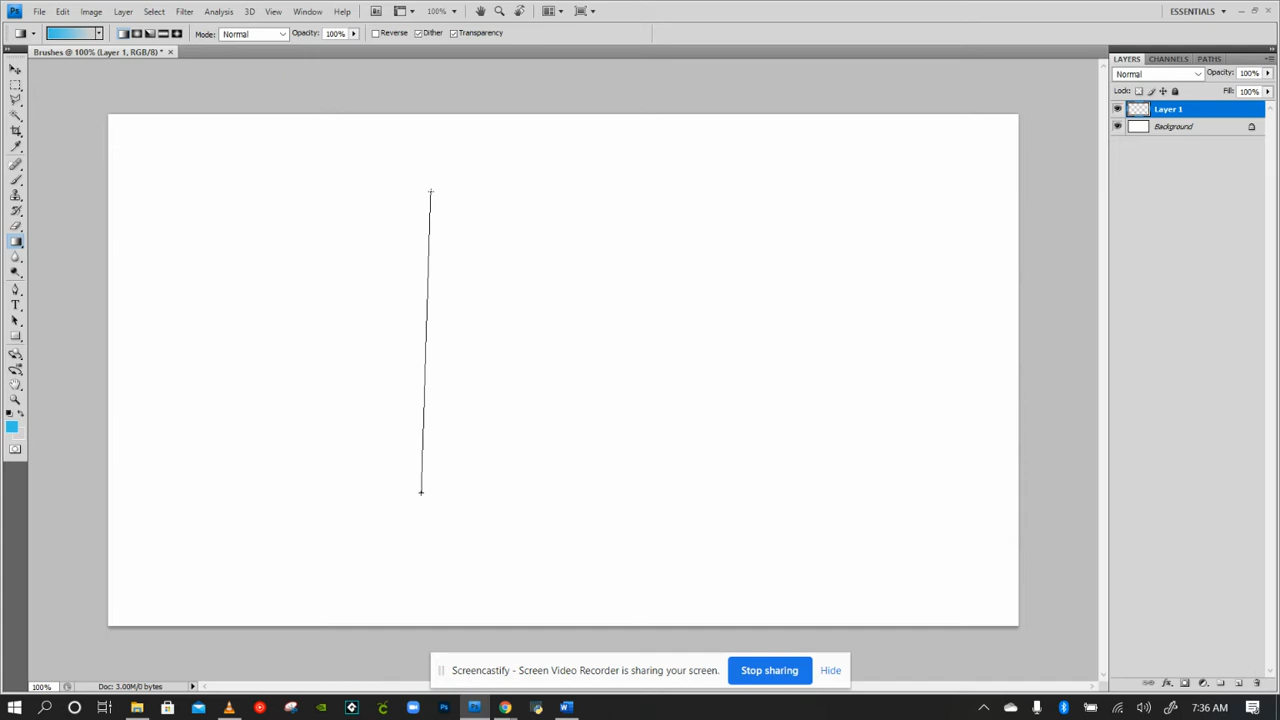 Ps File Edit Image Layer Select Filter Analysis 3D View Window Help 100% ESSENTIALS
Mode: Normal Opacity: 100% Reverse Dither Transparency
Brushes @ 100% (Layer 1, RGB/8) *
LAYERS CHANNELS PATHS
Normal Opacity: 100%
Lock: Fill: 100%
Layer 1
Background
T
Screencastify - Screen Video Recorder is sharing your screen. Stop sharing Hide
100% Doc: 3.00M/0 bytes
7:36 AM